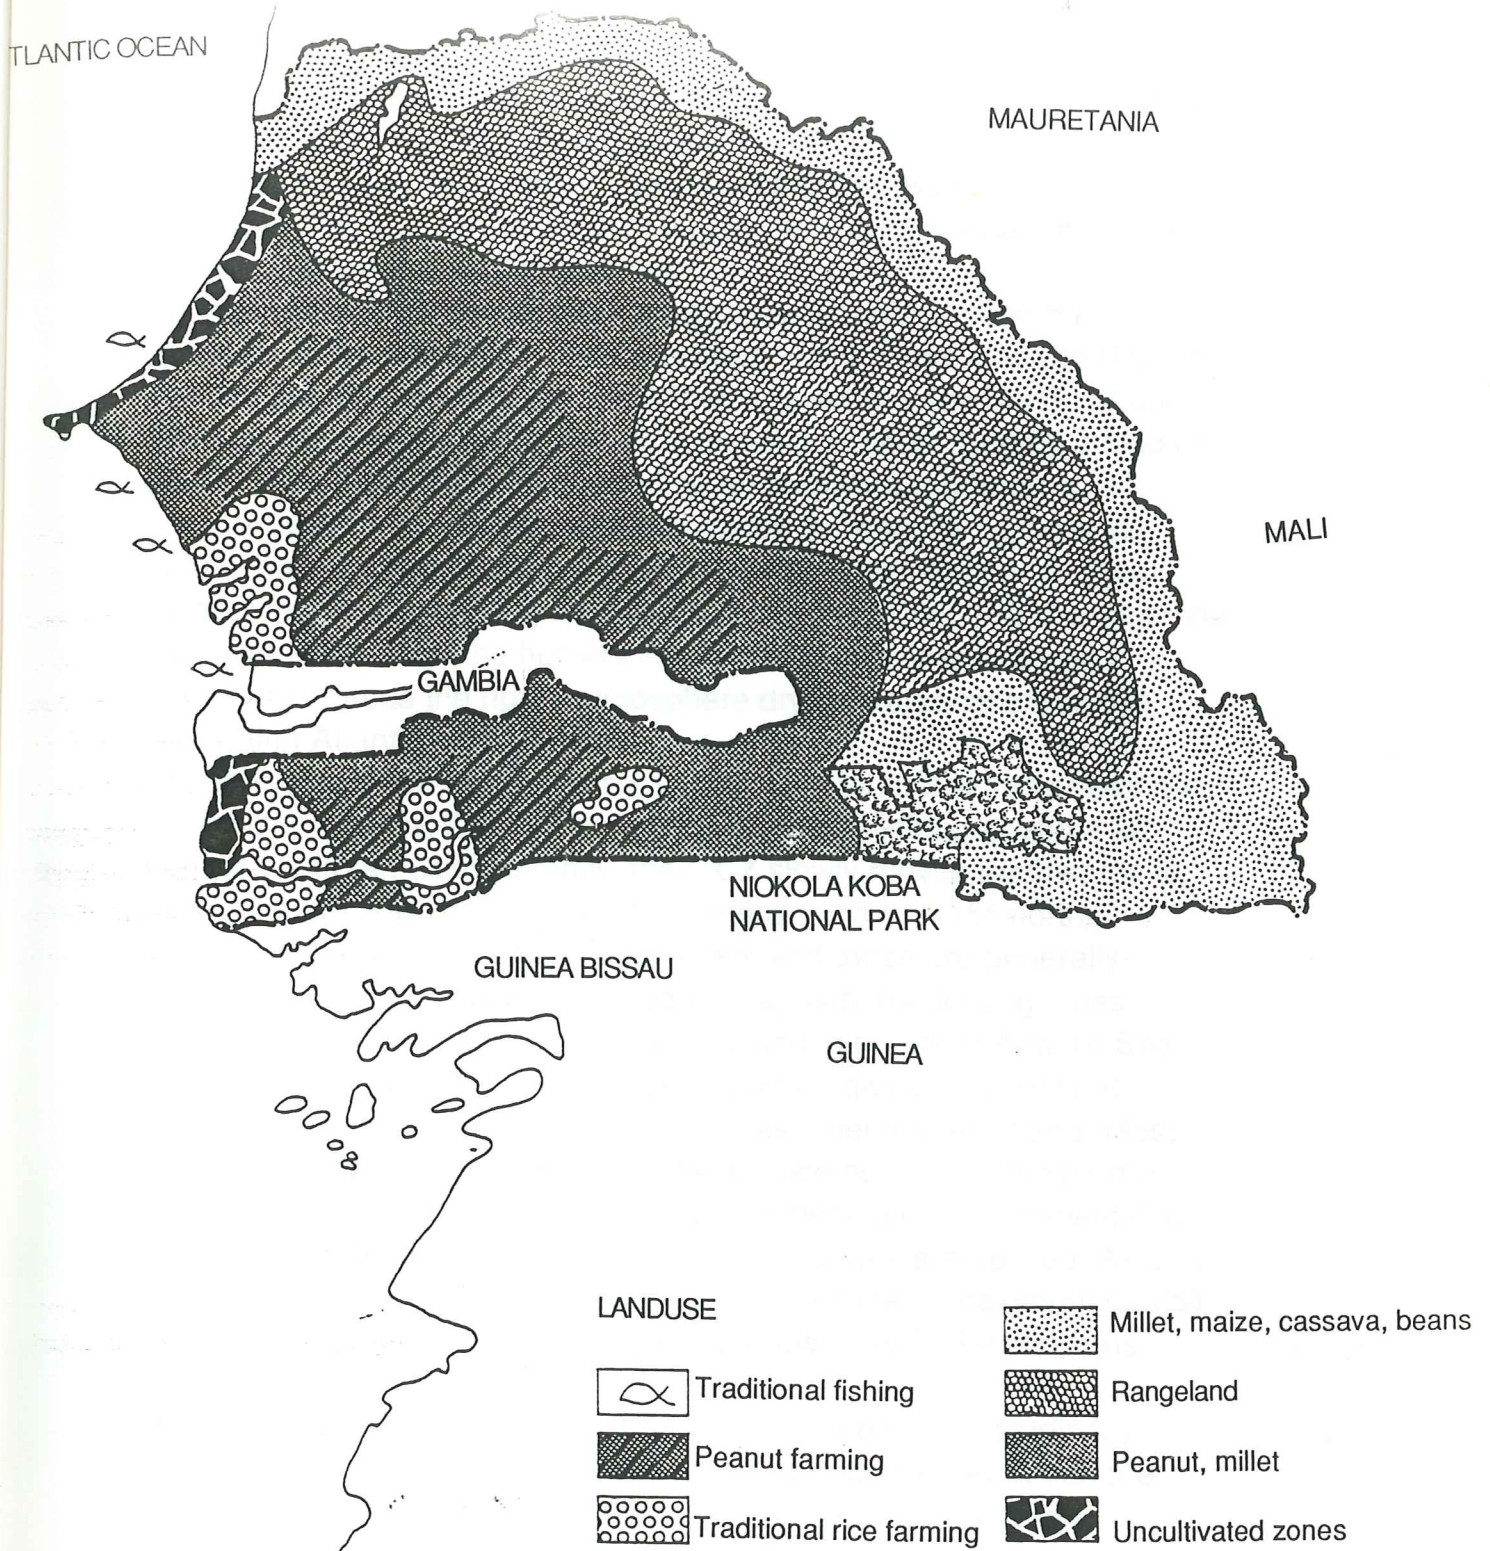 TLANTIC OCEAN
MAURETANIA
MALI
GAMBIA
NIOKOLA KOBA
NATIONAL PARK
GUINEA BISSAU
GUINEA
LANDUSE
Traditional fishing
Peanut farming
Traditional rice farming
Millet, maize, cassava, beans
Rangeland
Peanut, millet
Uncultivated zones